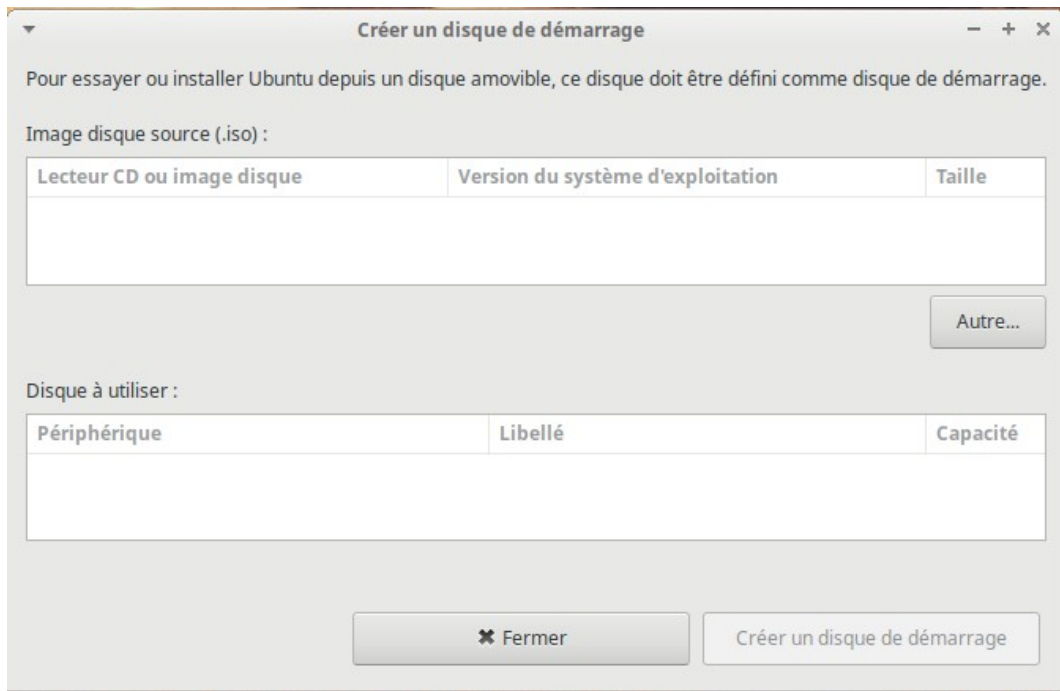 Créer un disque de démarrage
Pour essayer ou installer Ubuntu depuis un disque amovible, ce disque doit être défini comme disque de démarrage.
Image disque source (.iso) :
Lecteur CD ou image disque Version du système d'exploitation Taille
Autre...
Disque à utiliser :
Périphérique Libellé Capacité
Fermer Créer un disque de démarrage